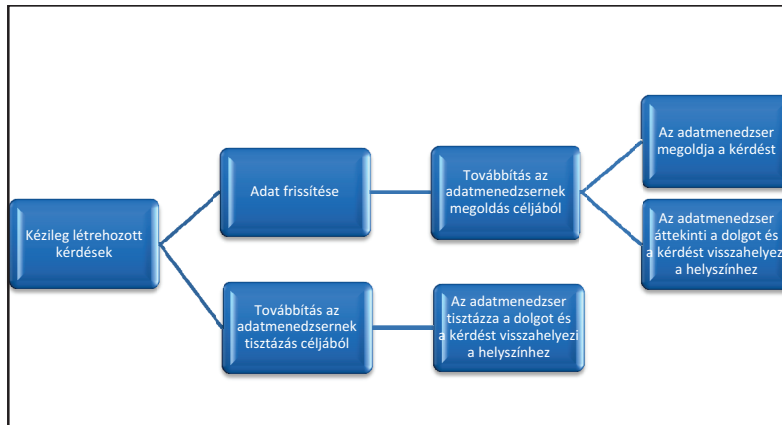 Kézileg létrehozott
kérdések
Adat frissítése
Továbbítás az
adatmenedzsernek
megoldás céljából
Az adatmenedzser
megoldja a kérdést
Az adatmenedzser
áttekinti a dolgot és
a kérdést visszahelyezi
a helyszínhez
Továbbítás az
adatmenedzsernek
tisztázás céljából
Az adatmenedzser
tisztázza a dolgot és
a kérdést visszahelyezi
a helyszínhez